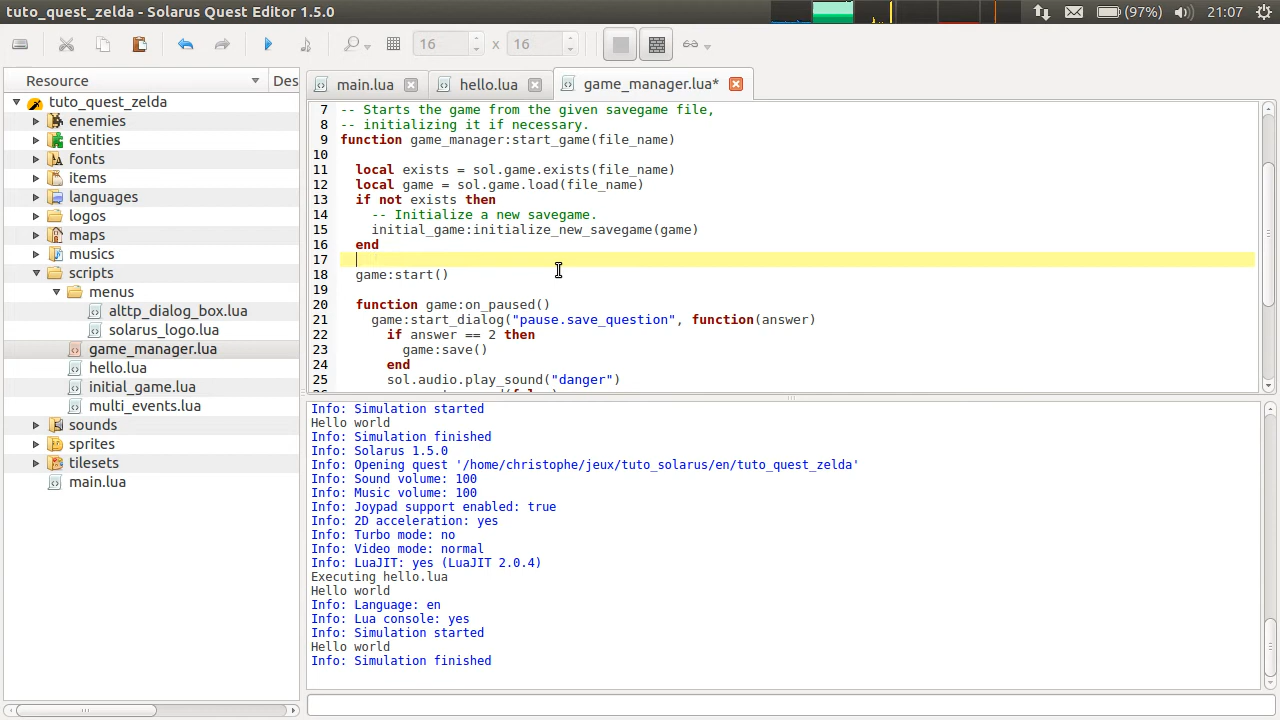 tuto_quest_zelda - Solarus Quest Editor 1.5.0
(97%)
21:07
16
x
16
Resource
Des
tuto_quest_zelda
enemies
entities
fonts
items
languages
logos
maps
musics
scripts
menus
alttp_dialog_box.lua
solarus_logo.lua
game_manager.lua
hello.lua
initial_game.lua
multi_events.lua
sounds
sprites
tilesets
main.lua
main.lua
hello.lua
game_manager.lua*
7 -- Starts the game from the given savegame file,
8 -- initializing it if necessary.
9 function game_manager:start_game(file_name)
10
11 local exists = sol.game.exists(file_name)
12 local game = sol.game.load(file_name)
13 if not exists then
14 -- Initialize a new savegame.
15 initial_game:initialize_new_savegame(game)
16 end
17
18 game:start()
19
20 function game:on_paused()
21 game:start_dialog("pause.save_question", function(answer)
22 if answer == 2 then
23 game:save()
24 end
25 sol.audio.play_sound("danger")
Info: Simulation started
Hello world
Info: Simulation finished
Info: Solarus 1.5.0
Info: Opening quest '/home/christophe/jeux/tuto_solarus/en/tuto_quest_zelda'
Info: Sound volume: 100
Info: Music volume: 100
Info: Joypad support enabled: true
Info: 2D acceleration: yes
Info: Turbo mode: no
Info: Video mode: normal
Info: LuaJIT: yes (LuaJIT 2.0.4)
Executing hello.lua
Hello world
Info: Language: en
Info: Lua console: yes
Info: Simulation started
Hello world
Info: Simulation finished